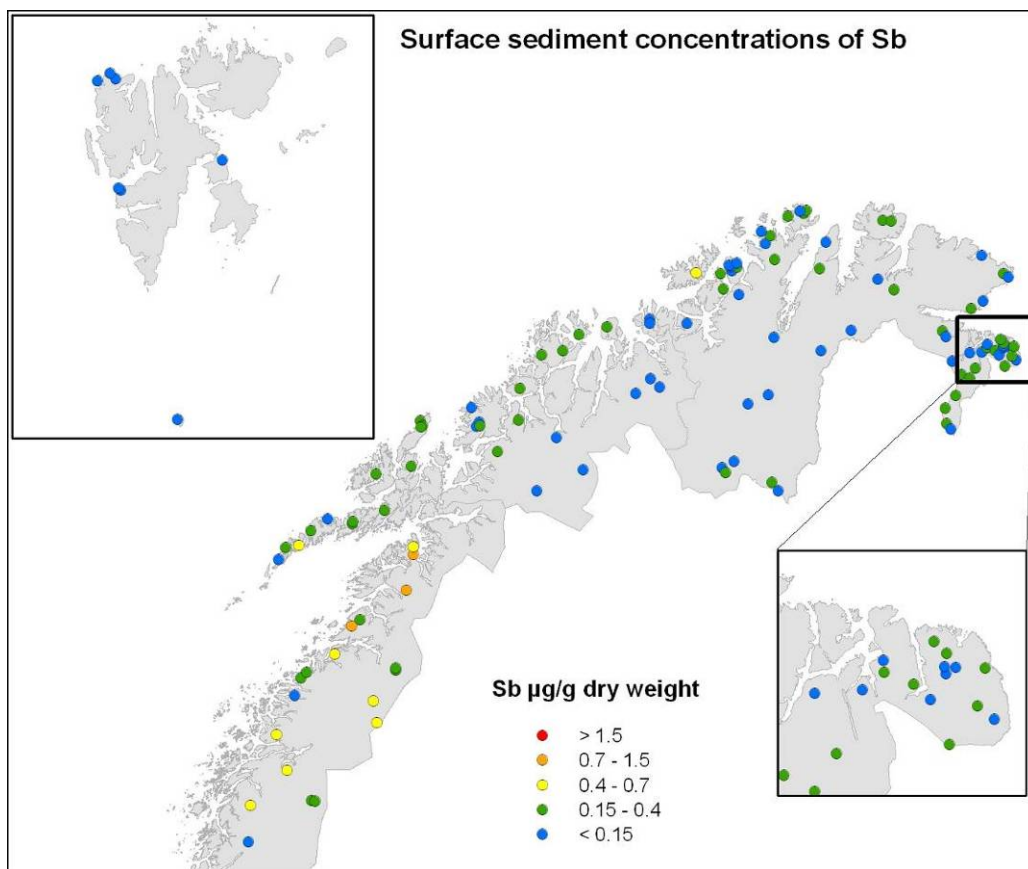 Surface sediment concentrations of Sb
Sb µg/g dry weight
> 1.5
0.7 - 1.5
0.4 - 0.7
0.15 - 0.4
< 0.15